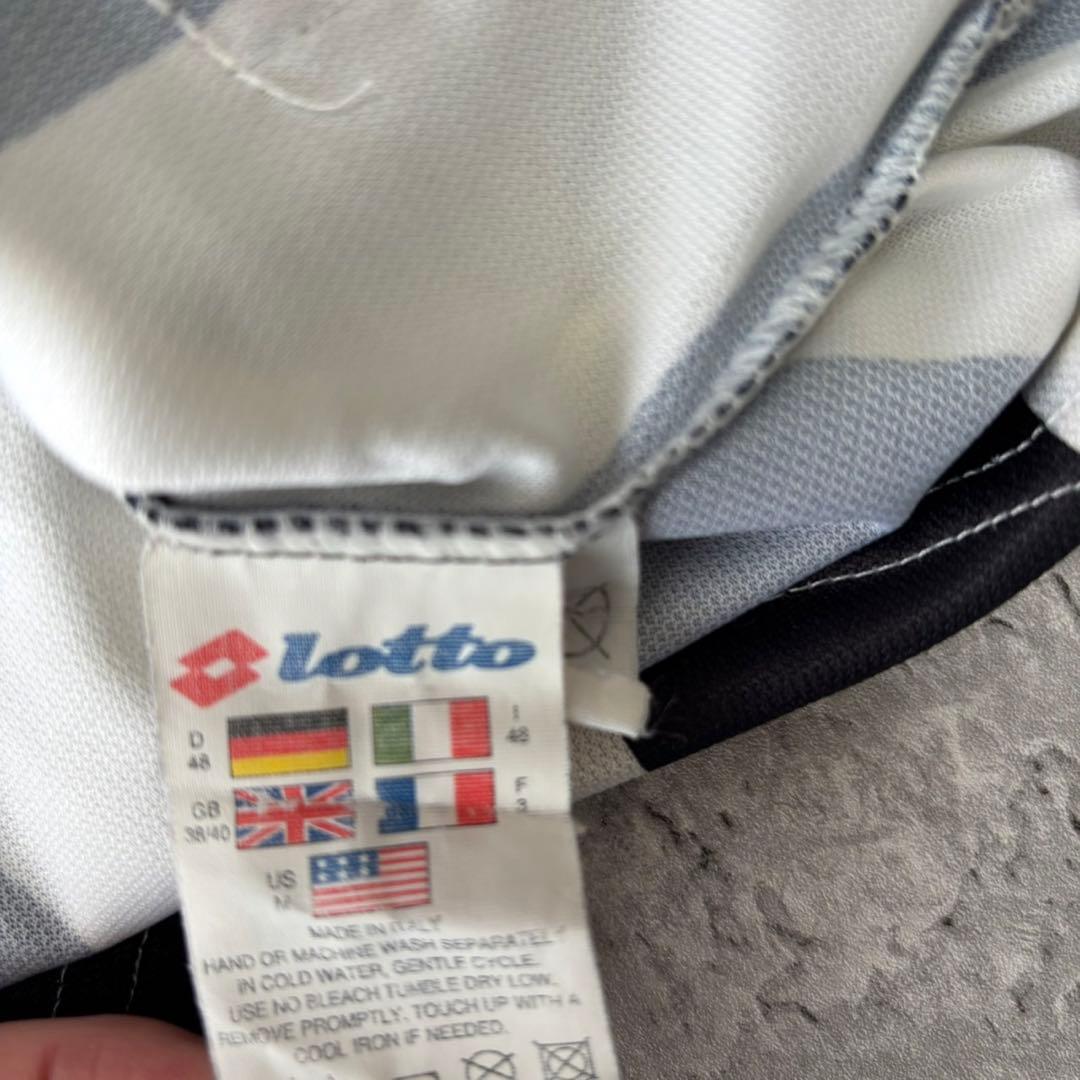 lotto
D
48
I
48
GB
38/40
F
3
US
M
MADE IN ITALY
HAND OR MACHINE WASH SEPARATELY
IN COLD WATER, GENTLE CYCLE.
USE NO BLEACH TUMBLE DRY LOW.
REMOVE PROMPTLY. TOUCH UP WITH A
COOL IRON IF NEEDED.